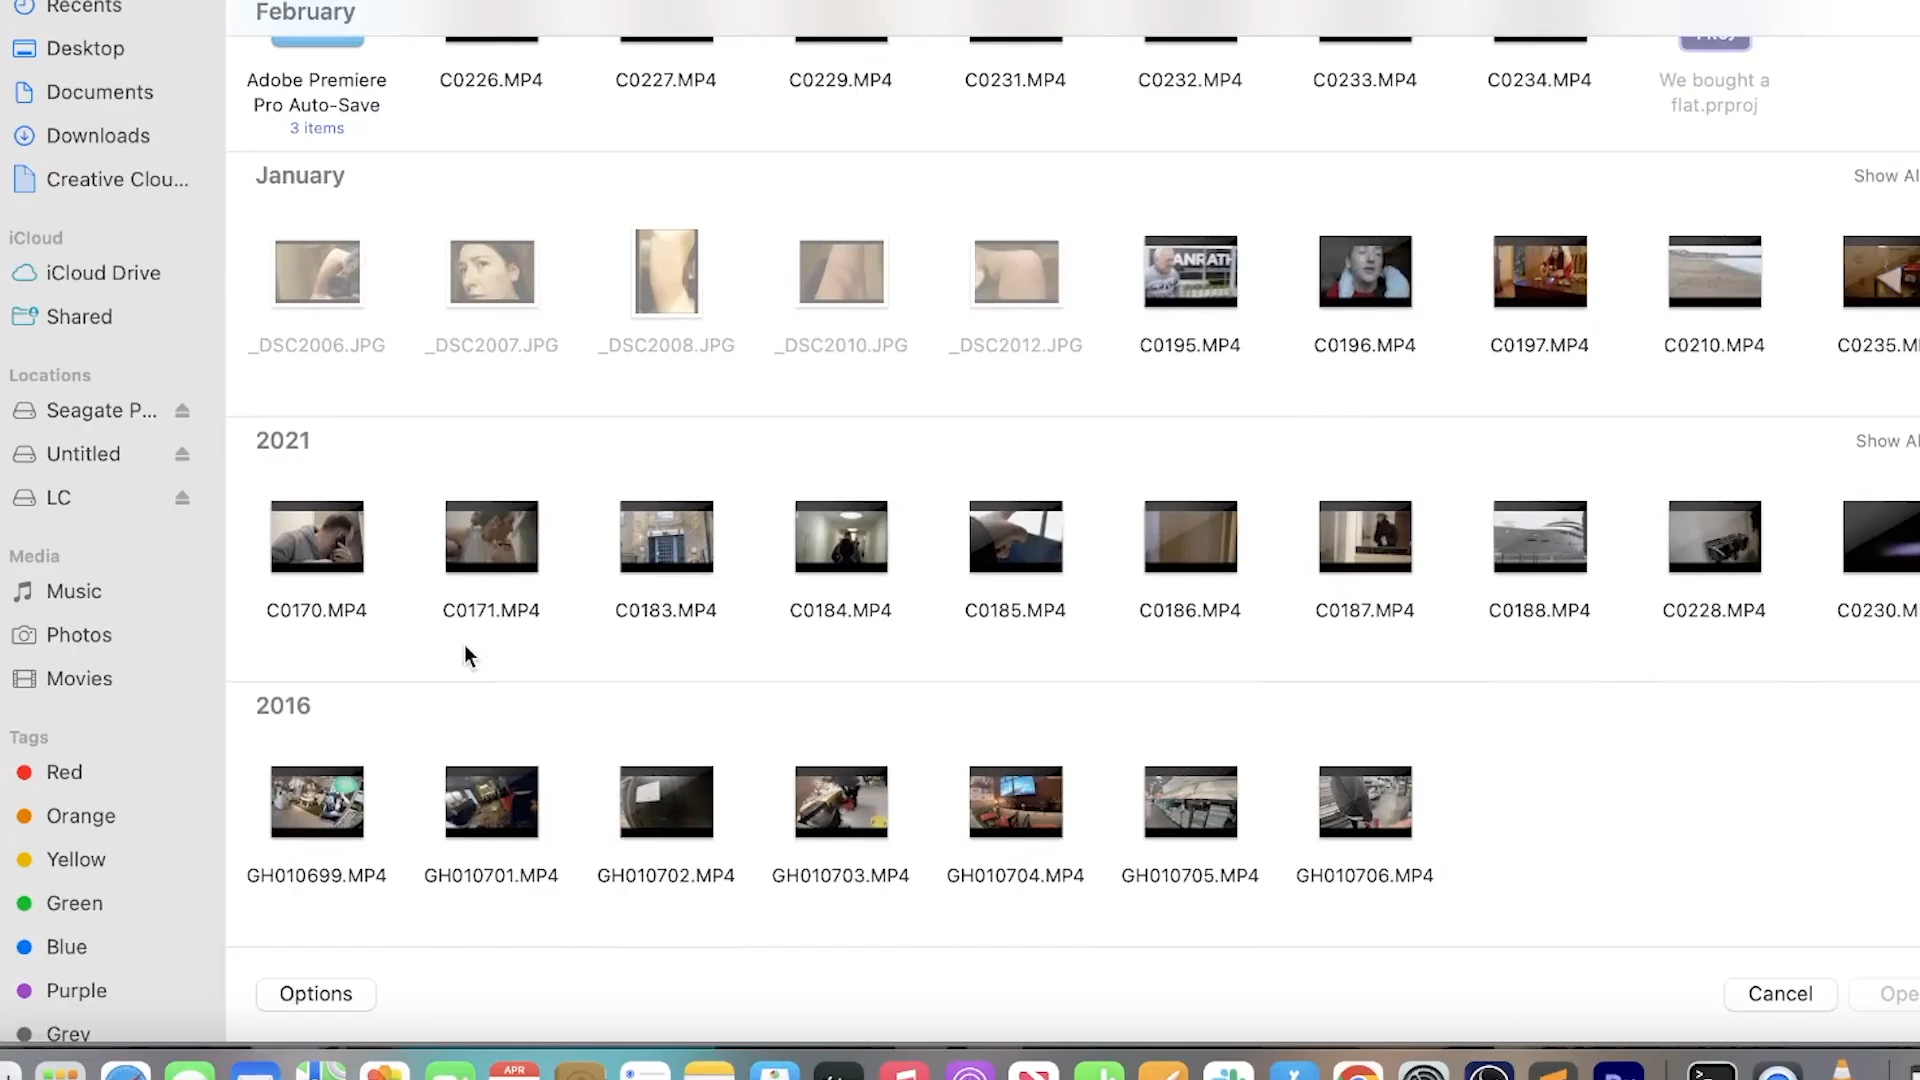 Recents
Desktop
Documents
Downloads
Creative Clou...
iCloud
iCloud Drive
Shared
Locations
Seagate P...
Untitled
LC
Media
Music
Photos
Movies
Tags
Red
Orange
Yellow
Green
Blue
Purple
Grey
February
Adobe Premiere
Pro Auto-Save
3 items
C0226.MP4
C0227.MP4
C0229.MP4
C0231.MP4
C0232.MP4
C0233.MP4
C0234.MP4
We bought a
flat.prproj
January
Show Al
_DSC2006.JPG
_DSC2007.JPG
_DSC2008.JPG
_DSC2010.JPG
_DSC2012.JPG
C0195.MP4
C0196.MP4
C0197.MP4
C0210.MP4
C0235.M
2021
Show Al
C0170.MP4
C0171.MP4
C0183.MP4
C0184.MP4
C0185.MP4
C0186.MP4
C0187.MP4
C0188.MP4
C0228.MP4
C0230.M
2016
GH010699.MP4
GH010701.MP4
GH010702.MP4
GH010703.MP4
GH010704.MP4
GH010705.MP4
GH010706.MP4
Options
Cancel
Ope
APR